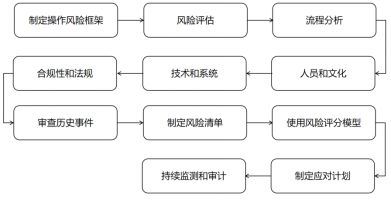 制定操作风险框架
风险评估
流程分析
合规性和法规
技术和系统
人员和文化
审查历史事件
制定风险清单
使用风险评分模型
持续监测和审计
制定应对计划